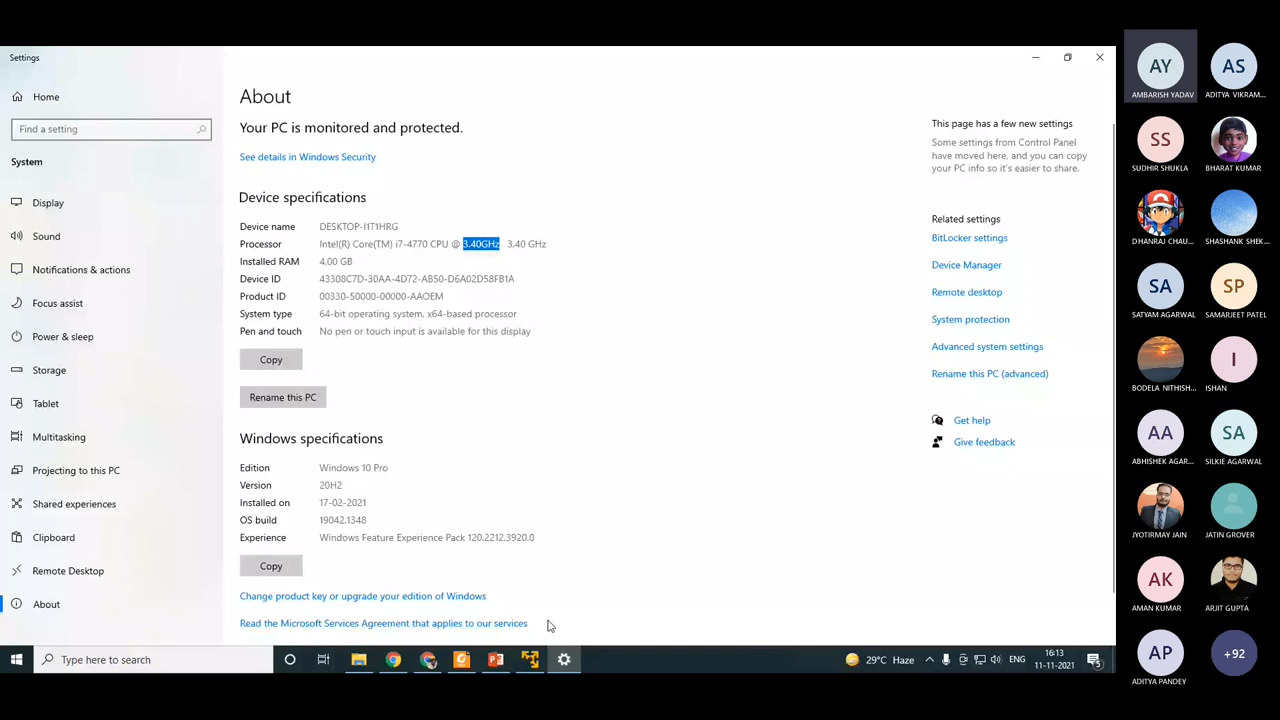 Settings
Home
Find a setting
System
Display
Sound
Notifications & actions
Focus assist
Power & sleep
Storage
Tablet
Multitasking
Projecting to this PC
Shared experiences
Clipboard
Remote Desktop
About
About
Your PC is monitored and protected.
See details in Windows Security
Device specifications
Device name DESKTOP-I1T1HRG
Processor Intel(R) Core(TM) i7-4770 CPU @ 3.40GHz 3.40 GHz
Installed RAM 4.00 GB
Device ID 43308C7D-30AA-4D72-AB50-D6A02D58FB1A
Product ID 00330-50000-00000-AAOEM
System type 64-bit operating system, x64-based processor
Pen and touch No pen or touch input is available for this display
Copy
Rename this PC
Windows specifications
Edition Windows 10 Pro
Version 20H2
Installed on 17-02-2021
OS build 19042.1348
Experience Windows Feature Experience Pack 120.2212.3920.0
Copy
Change product key or upgrade your edition of Windows
Read the Microsoft Services Agreement that applies to our services
This page has a few new settings
Some settings from Control Panel
have moved here, and you can copy
your PC info so it's easier to share.
Related settings
BitLocker settings
Device Manager
Remote desktop
System protection
Advanced system settings
Rename this PC (advanced)
Get help
Give feedback
Type here to search
29°C Haze
ENG
16:13
11-11-2021
5
AY
AMBARISH YADAV
AS
ADITYA VIKRAM...
SS
SUDHIR SHUKLA
BHARAT KUMAR
DHANRAJ CHAU...
SHASHANK SHEK...
SA
SATYAM AGARWAL
SP
SAMARJEET PATEL
BODELA NITHISH...
I
ISHAN
AA
ABHISHEK AGAR...
SA
SILKIE AGARWAL
JYOTIRMAY JAIN
JATIN GROVER
AK
AMAN KUMAR
ARJIT GUPTA
AP
ADITYA PANDEY
+92